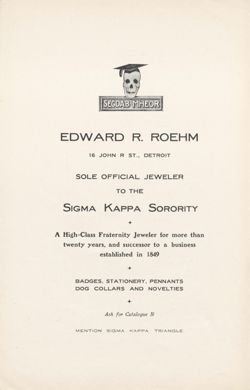 SEGDAB MHEOR
EDWARD R. ROEHM
16 JOHN R ST., DETROIT
SOLE OFFICIAL JEWELER
TO THE
SIGMA KAPPA SORORITY
A High-Class Fraternity Jeweler for more than
twenty years, and successor to a business
established in 1849
BADGES, STATIONERY, PENNANTS
DOG COLLARS AND NOVELTIES
Ask for Catalogue B
MENTION SIGMA KAPPA TRIANGLE.